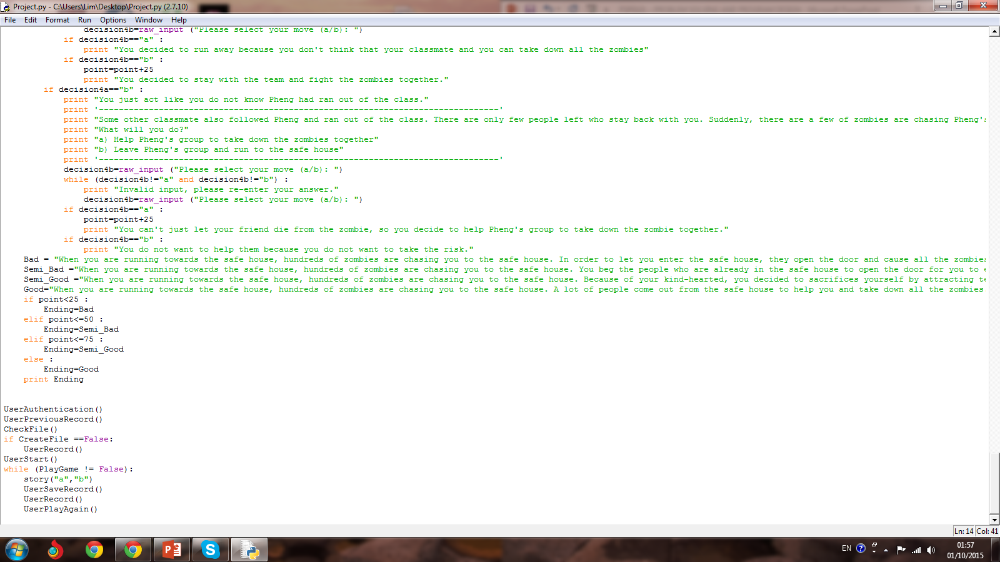 Project.py - C:\Users\Lim\Desktop\Project.py (2.7.10)
File Edit Format Run Options Window Help
decision4b=raw_input ("Please select your move (a/b): ")
if decision4b=="a" :
print "You decided to run away because you don't think that your classmate and you can take down all the zombies"
if decision4b=="b" :
point=point+25
print "You decided to stay with the team and fight the zombies together."
if decision4a=="b" :
print "You just act like you do not know Pheng had ran out of the class."
print '--------------------------------------------------------------------------------'
print "Some other classmate also followed Pheng and ran out of the class. There are only few people left who stay back with you. Suddenly, there are a few of zombies are chasing Pheng's
print "What will you do?"
print "a) Help Pheng's group to take down the zombies together"
print "b) Leave Pheng's group and run to the safe house"
print '--------------------------------------------------------------------------------'
decision4b=raw_input ("Please select your move (a/b): ")
while (decision4b!="a" and decision4b!="b") :
print "Invalid input, please re-enter your answer."
decision4b=raw_input ("Please select your move (a/b): ")
if decision4b=="a" :
point=point+25
print "You can't just let your friend die from the zombie, so you decide to help Pheng's group to take down the zombie together."
if decision4b=="b" :
print "You do not want to help them because you do not want to take the risk."
Bad = "When you are running towards the safe house, hundreds of zombies are chasing you to the safe house. In order to let you enter the safe house, they open the door and cause all the zombies
Semi_Bad ="When you are running towards the safe house, hundreds of zombies are chasing you to the safe house. You beg the people who are already in the safe house to open the door for you to
Semi_Good ="When you are running towards the safe house, hundreds of zombies are chasing you to the safe house. Because of your kind-hearted, you decided to sacrifices yourself by attracting
Good="When you are running towards the safe house, hundreds of zombies are chasing you to the safe house. A lot of people come out from the safe house to help you and take down all the zombies
if point<25 :
Ending=Bad
elif point<=50 :
Ending=Semi_Bad
elif point<=75 :
Ending=Semi_Good
else :
Ending=Good
print Ending
UserAuthentication()
UserPreviousRecord()
CheckFile()
if CreateFile ==False:
UserRecord()
UserStart()
while (PlayGame != False):
story("a","b")
UserSaveRecord()
UserRecord()
UserPlayAgain()
Ln: 14 Col: 41
EN
01:57
01/10/2015